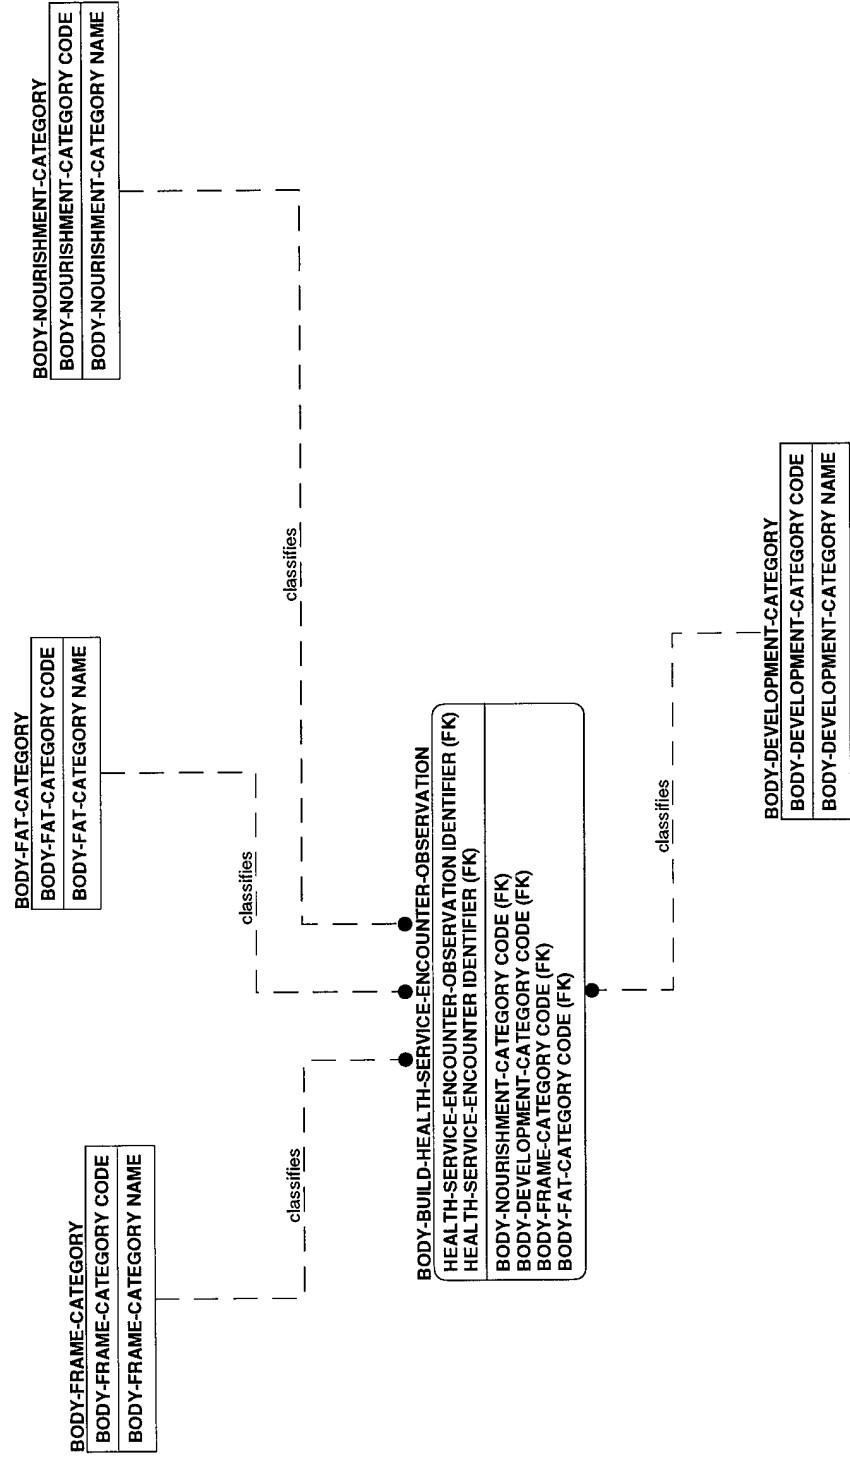 BODY-FRAME-CATEGORY
BODY-FRAME-CATEGORY CODE
BODY-FRAME-CATEGORY NAME
classifies
BODY-FAT-CATEGORY
BODY-FAT-CATEGORY CODE
BODY-FAT-CATEGORY NAME
classifies
BODY-NOURISHMENT-CATEGORY
BODY-NOURISHMENT-CATEGORY CODE
BODY-NOURISHMENT-CATEGORY NAME
classifies
BODY-BUILD-HEALTH-SERVICE-ENCOUNTER-OBSERVATION
HEALTH-SERVICE-ENCOUNTER-OBSERVATION IDENTIFIER (FK)
HEALTH-SERVICE-ENCOUNTER IDENTIFIER (FK)
BODY-NOURISHMENT-CATEGORY CODE (FK)
BODY-DEVELOPMENT-CATEGORY CODE (FK)
BODY-FRAME-CATEGORY CODE (FK)
BODY-FAT-CATEGORY CODE (FK)
classifies
BODY-DEVELOPMENT-CATEGORY
BODY-DEVELOPMENT-CATEGORY CODE
BODY-DEVELOPMENT-CATEGORY NAME